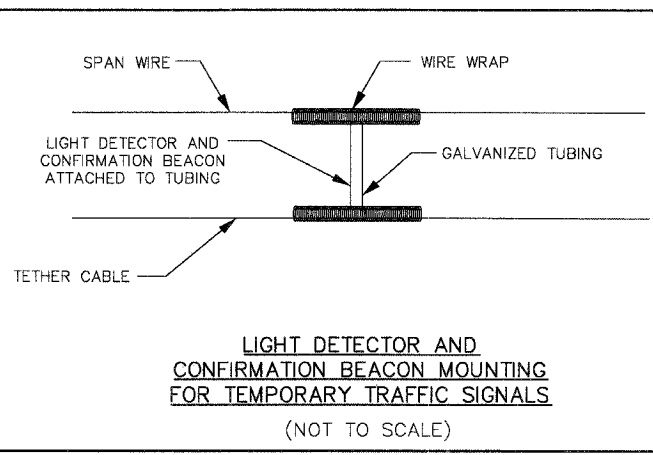 SPAN WIRE
WIRE WRAP
LIGHT DETECTOR AND
CONFIRMATION BEACON
ATTACHED TO TUBING
GALVANIZED TUBING
TETHER CABLE
LIGHT DETECTOR AND
CONFIRMATION BEACON MOUNTING
FOR TEMPORARY TRAFFIC SIGNALS
(NOT TO SCALE)